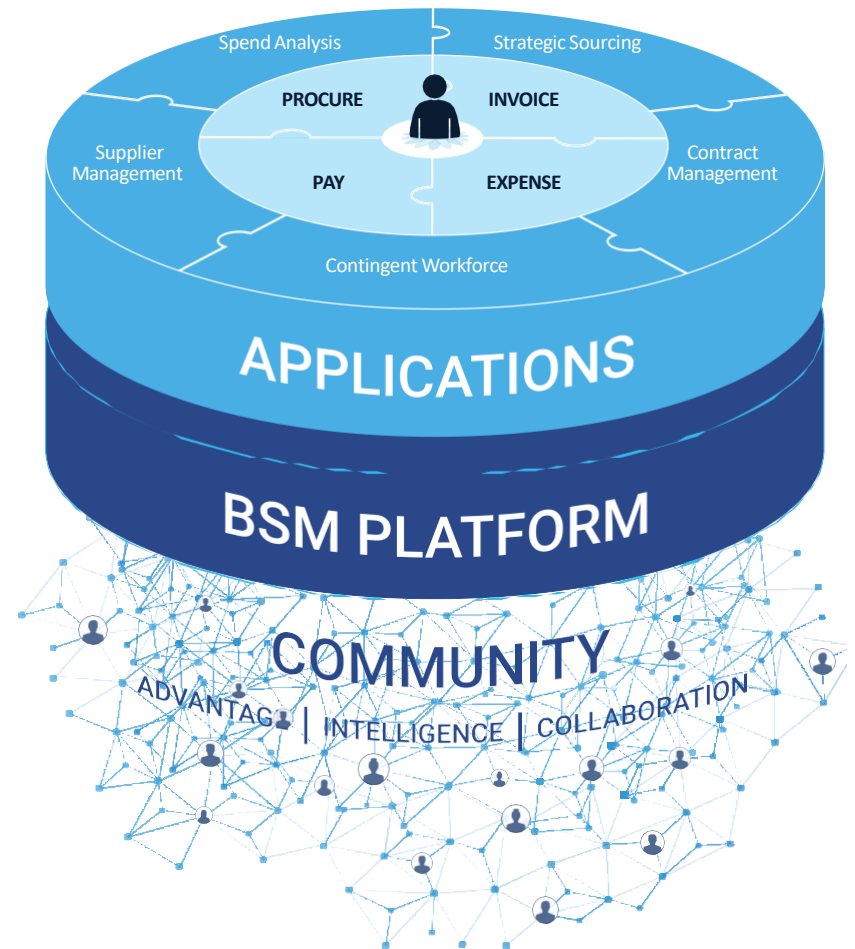 Spend Analysis
Strategic Sourcing
PROCURE
INVOICE
Supplier
Management
Contract
Management
PAY
EXPENSE
Contingent Workforce
APPLICATIONS
BSM PLATFORM
COMMUNITY
ADVANTAG | INTELLIGENCE | COLLABORATION